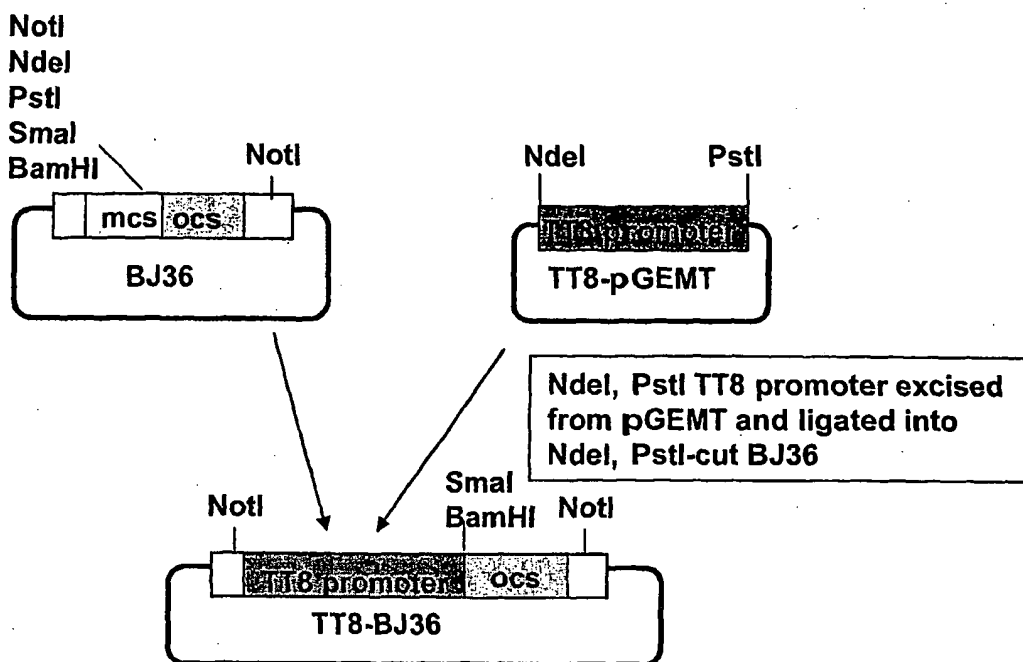 NotI
NdeI
PstI
SmaI
BamHI
NotI
mcs
ocs
BJ36
NdeI
PstI
TT8 promoter
TT8-pGEMT
NdeI, PstI TT8 promoter excised
from pGEMT and ligated into
NdeI, PstI-cut BJ36
NotI
SmaI
BamHI
NotI
TT8 promoter
ocs
TT8-BJ36